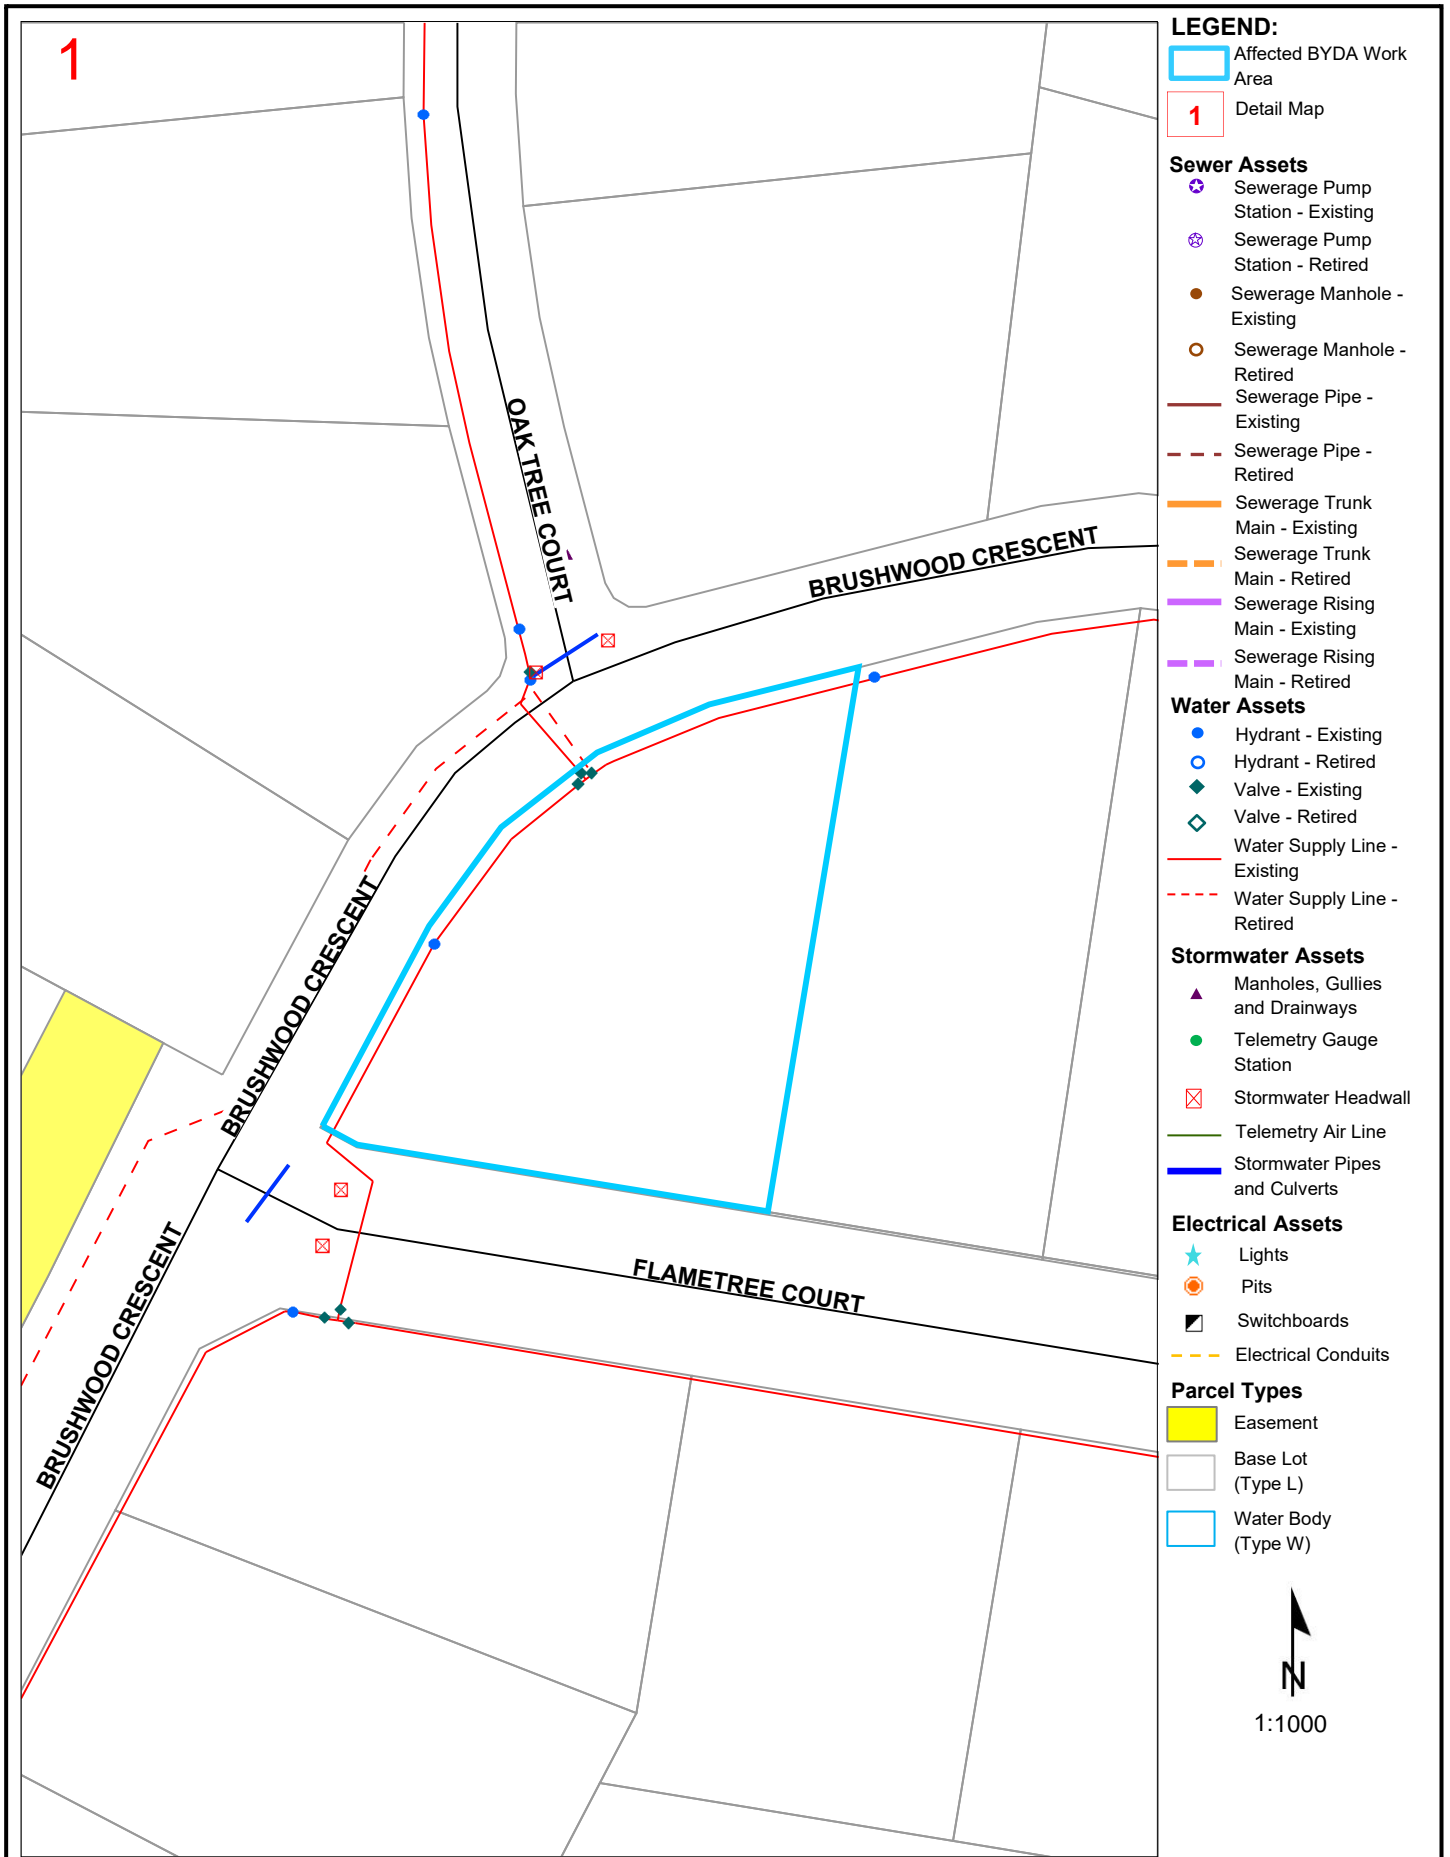 1
OAK TREE COURT
BRUSHWOOD CRESCENT
BRUSHWOOD CRESCENT
BRUSHWOOD CRESCENT
FLAMETREE COURT
LEGEND:
Affected BYDA Work
Area
1
Detail Map
Sewer Assets
Sewerage Pump
Station - Existing
Sewerage Pump
Station - Retired
Sewerage Manhole -
Existing
Sewerage Manhole -
Retired
Sewerage Pipe -
Existing
Sewerage Pipe -
Retired
Sewerage Trunk
Main - Existing
Sewerage Trunk
Main - Retired
Sewerage Rising
Main - Existing
Sewerage Rising
Main - Retired
Water Assets
Hydrant - Existing
Hydrant - Retired
Valve - Existing
Valve - Retired
Water Supply Line -
Existing
Water Supply Line -
Retired
Stormwater Assets
Manholes, Gullies
and Drainways
Telemetry Gauge
Station
Stormwater Headwall
Telemetry Air Line
Stormwater Pipes
and Culverts
Electrical Assets
Lights
Pits
Switchboards
Electrical Conduits
Parcel Types
Easement
Base Lot
(Type L)
Water Body
(Type W)
N
1:1000